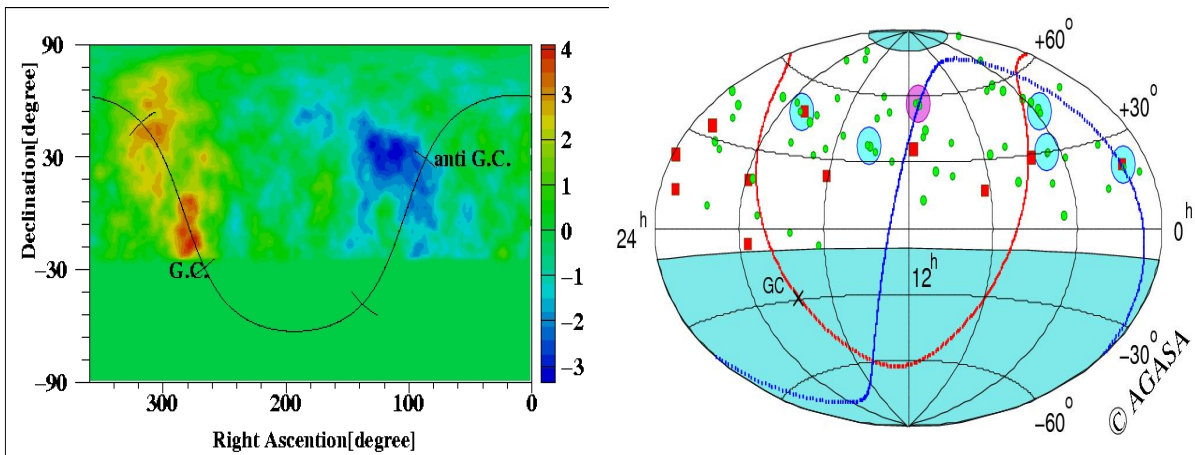 90
30
−30
−90
Declination[degree]
300
200
100
0
Right Ascention[degree]
anti G.C.
G.C.
4
3
2
1
0
−1
−2
−3
+60°
+30°
0h
24h
12h
GC
−30°
−60°
© AGASA